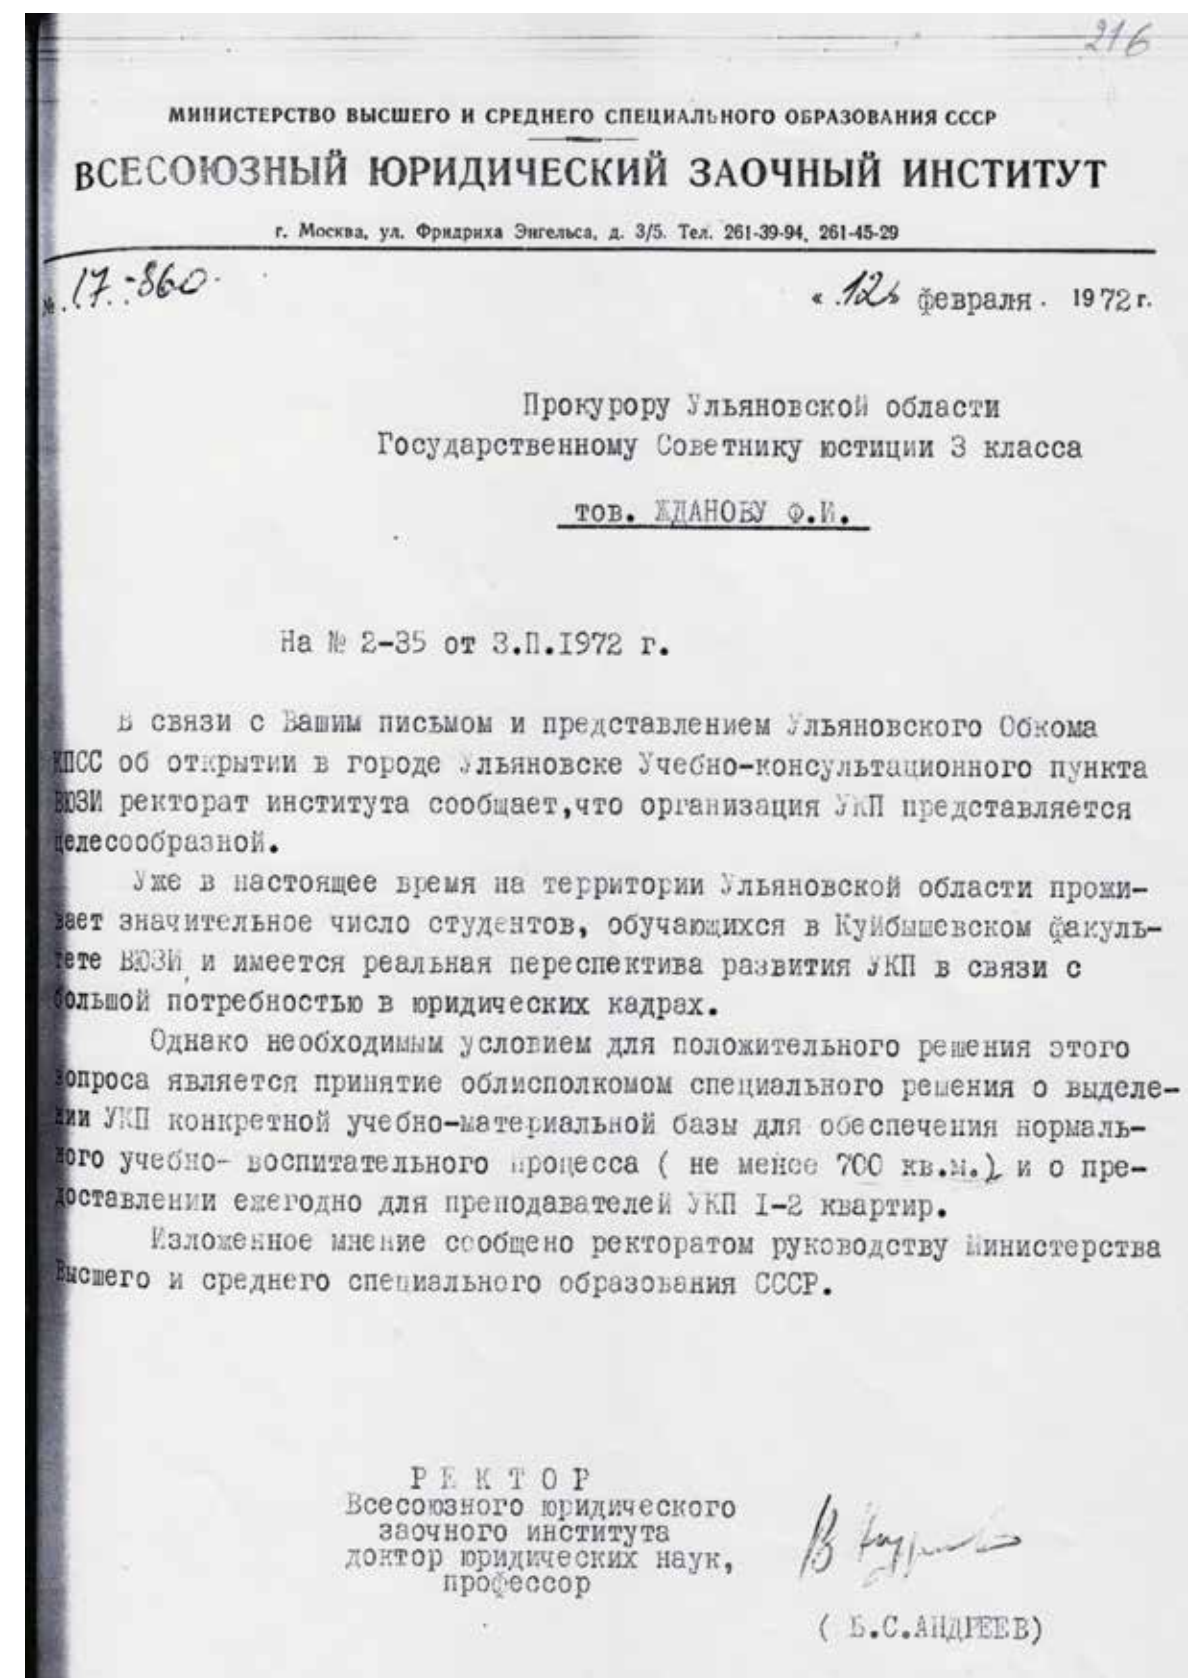 216
МИНИСТЕРСТВО ВЫСШЕГО И СРЕДНЕГО СПЕЦИАЛЬНОГО ОБРАЗОВАНИЯ СССР
ВСЕСОЮЗНЫЙ ЮРИДИЧЕСКИЙ ЗАОЧНЫЙ ИНСТИТУТ
г. Москва, ул. Фридриха Энгельса, д. 3/5. Тел. 261-39-94, 261-45-29
№ 17-860
« 12 » февраля 1972 г.
Прокурору Ульяновской области
Государственному Советнику юстиции 3 класса
тов. ЖДАНОВУ Ф.И.
На № 2-35 от 3.П.I972 г.
В связи с Вашим письмом и представлением Ульяновского Обкома
КПСС об открытии в городе Ульяновске Учебно-консультационного пункта
ВЮЗИ ректорат института сообщает,что организация УКП представляется
целесообразной.
Уже в настоящее время на территории Ульяновской области прожи-
вает значительное число студентов, обучающихся в Куйбышевском факуль-
тете ВЮЗИ, и имеется реальная переспектива развития УКП в связи с
большой потребностью в юридических кадрах.
Однако необходимым условием для положительного решения этого
вопроса является принятие облисполкомом специального решения о выделе-
нии УКП конкретной учебно-материальной базы для обеспечения нормаль-
ного учебно- воспитательного процесса ( не менее 700 кв.м.) и о пре-
доставлении ежегодно для преподавателей УКП I-2 квартир.
Изложенное мнение сообщено ректоратом руководству Министерства
Высшего и среднего специального образования СССР.
Р Е К Т О Р
Всесоюзного юридического
заочного института
доктор юридических наук,
профессор
( В.С.АНДРЕЕВ)